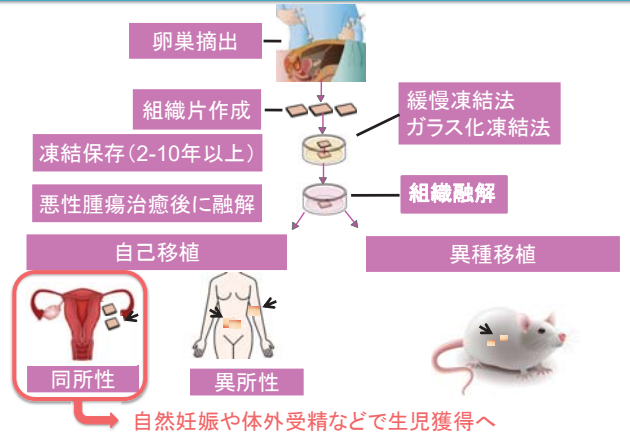 卵巣摘出
組織片作成
緩慢凍結法
ガラス化凍結法
凍結保存（2-10年以上）
組織融解
悪性腫瘍治癒後に融解
自己移植
異種移植
同所性
異所性
自然妊娠や体外受精などで生児獲得へ